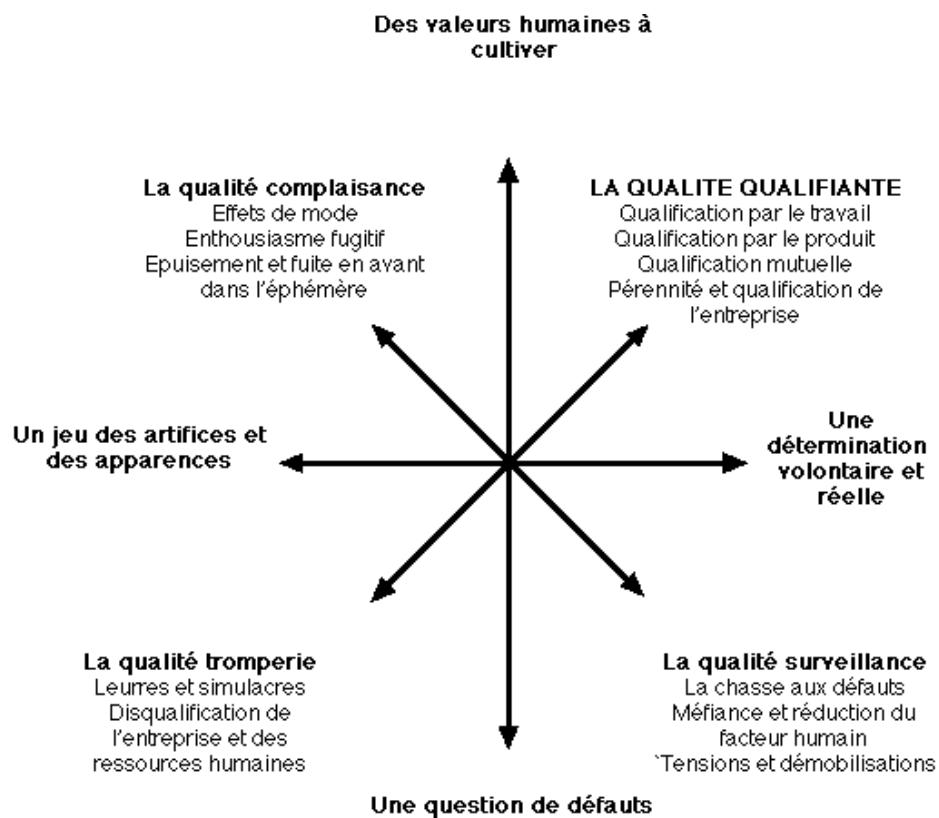 Des valeurs humaines à
cultiver
La qualité complaisance
Effets de mode
Enthousiasme fugitif
Epuisement et fuite en avant
dans l'éphémère
LA QUALITE QUALIFIANTE
Qualification par le travail
Qualification par le produit
Qualification mutuelle
Pérennité et qualification de
l'entreprise
Un jeu des artifices et
des apparences
Une
détermination
volontaire et
réelle
La qualité tromperie
Leurres et simulacres
Disqualification de
l'entreprise et des
ressources humaines
La qualité surveillance
La chasse aux défauts
Méfiance et réduction du
facteur humain
`Tensions et démobilisations
Une question de défauts